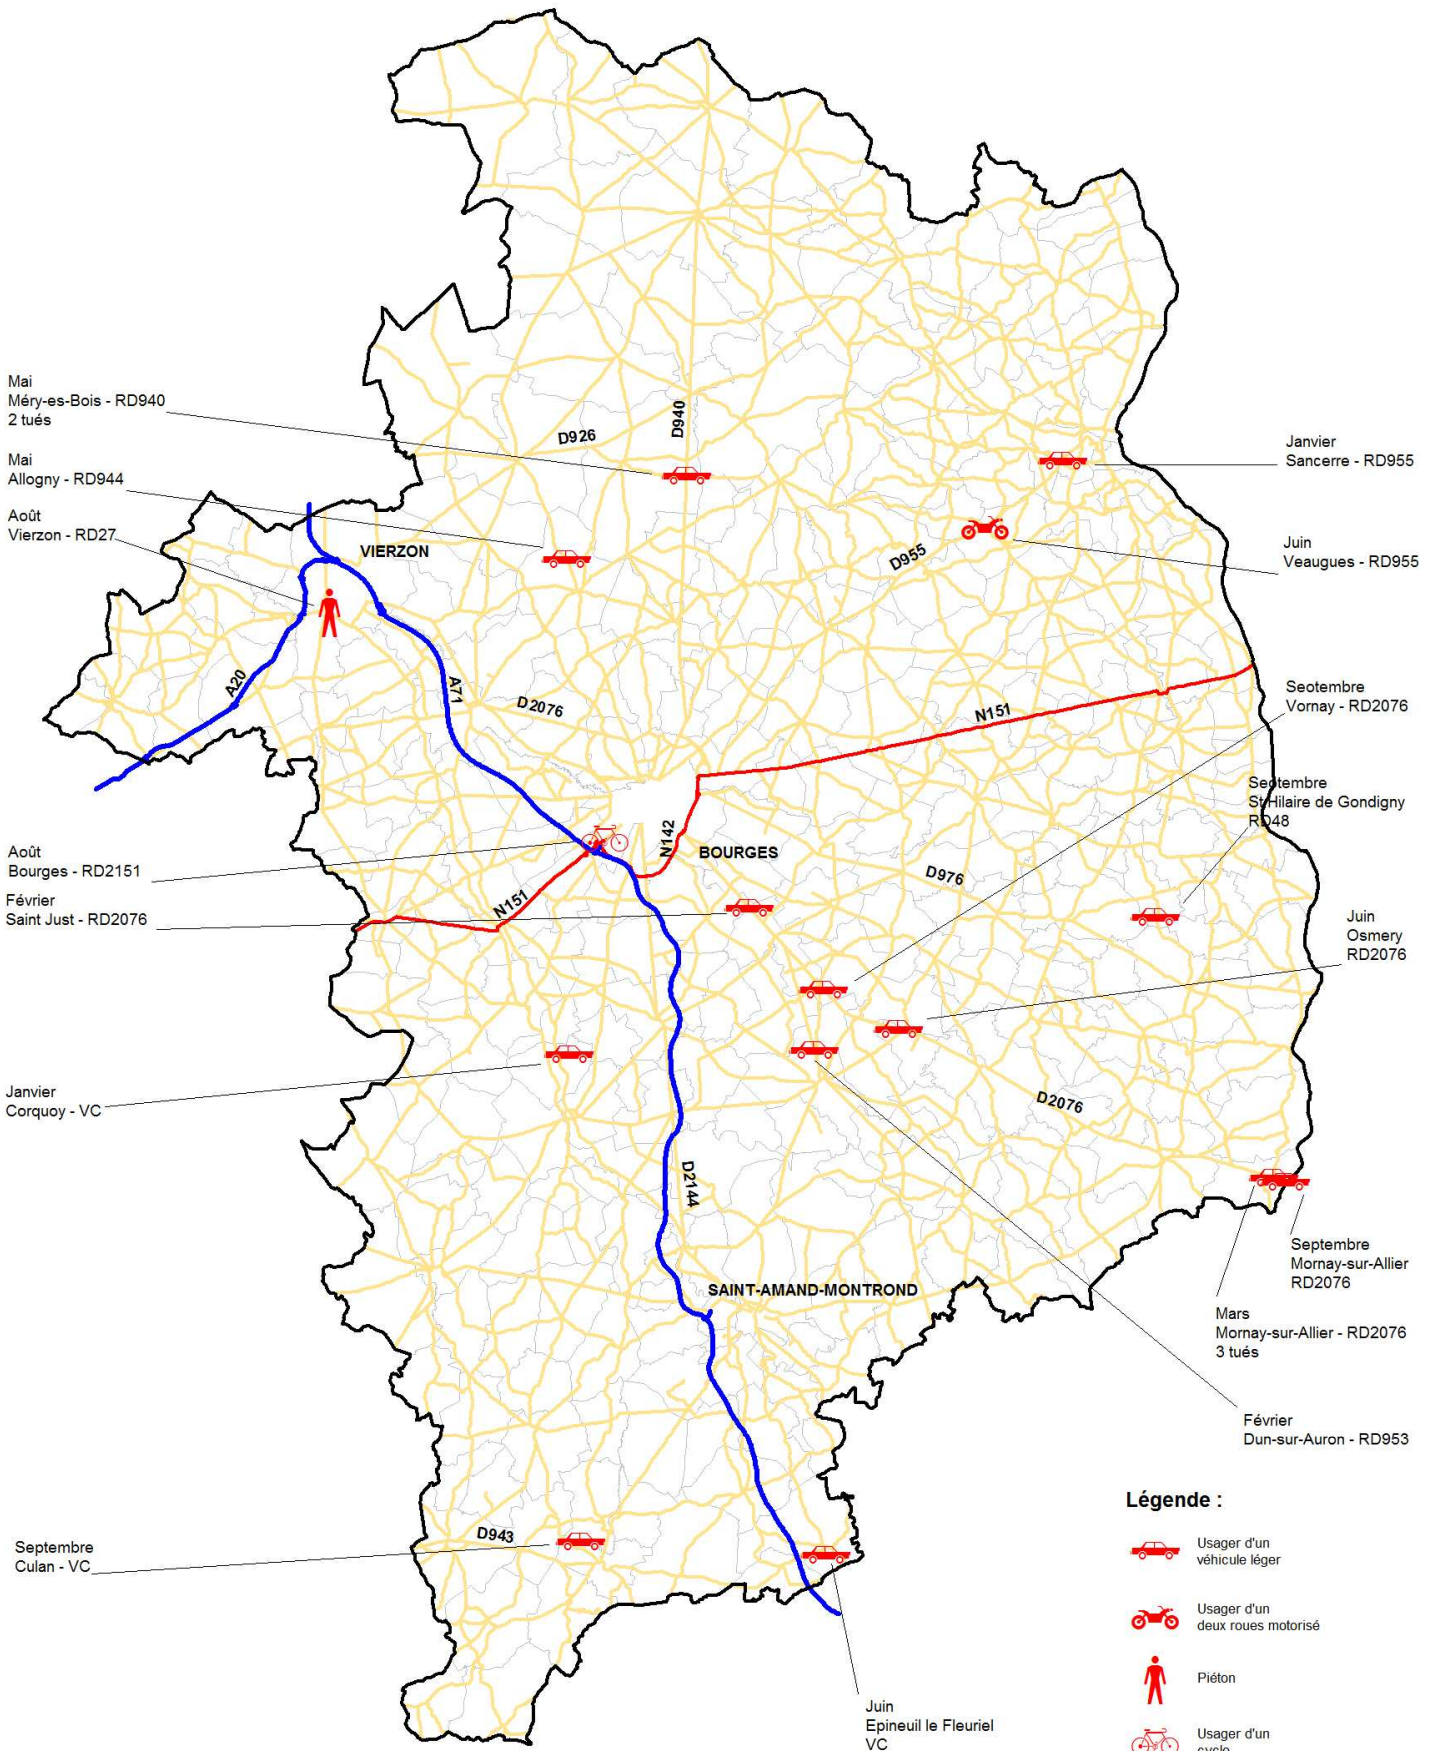 Mai
Méry-es-Bois - RD940
2 tués
Mai
Allogny - RD944
Août
Vierzon - RD27
D926
D940
Janvier
Sancerre - RD955
VIERZON
D955
Juin
Veaugues - RD955
A20
A71
D2076
N151
Seotembre
Vornay - RD2076
Septembre
St Hilaire de Gondigny
RD48
Août
Bourges - RD2151
N142
BOURGES
D976
Février
Saint Just - RD2076
N151
Juin
Osmery
RD2076
Janvier
Corquoy - VC
D2076
D2144
Septembre
Mornay-sur-Allier
RD2076
SAINT-AMAND-MONTROND
Mars
Mornay-sur-Allier - RD2076
3 tués
Février
Dun-sur-Auron - RD953
D943
Septembre
Culan - VC
Juin
Epineuil le Fleuriel
VC
Légende :
Usager d'un
véhicule léger
Usager d'un
deux roues motorisé
Piéton
Usager d'un
cyclo